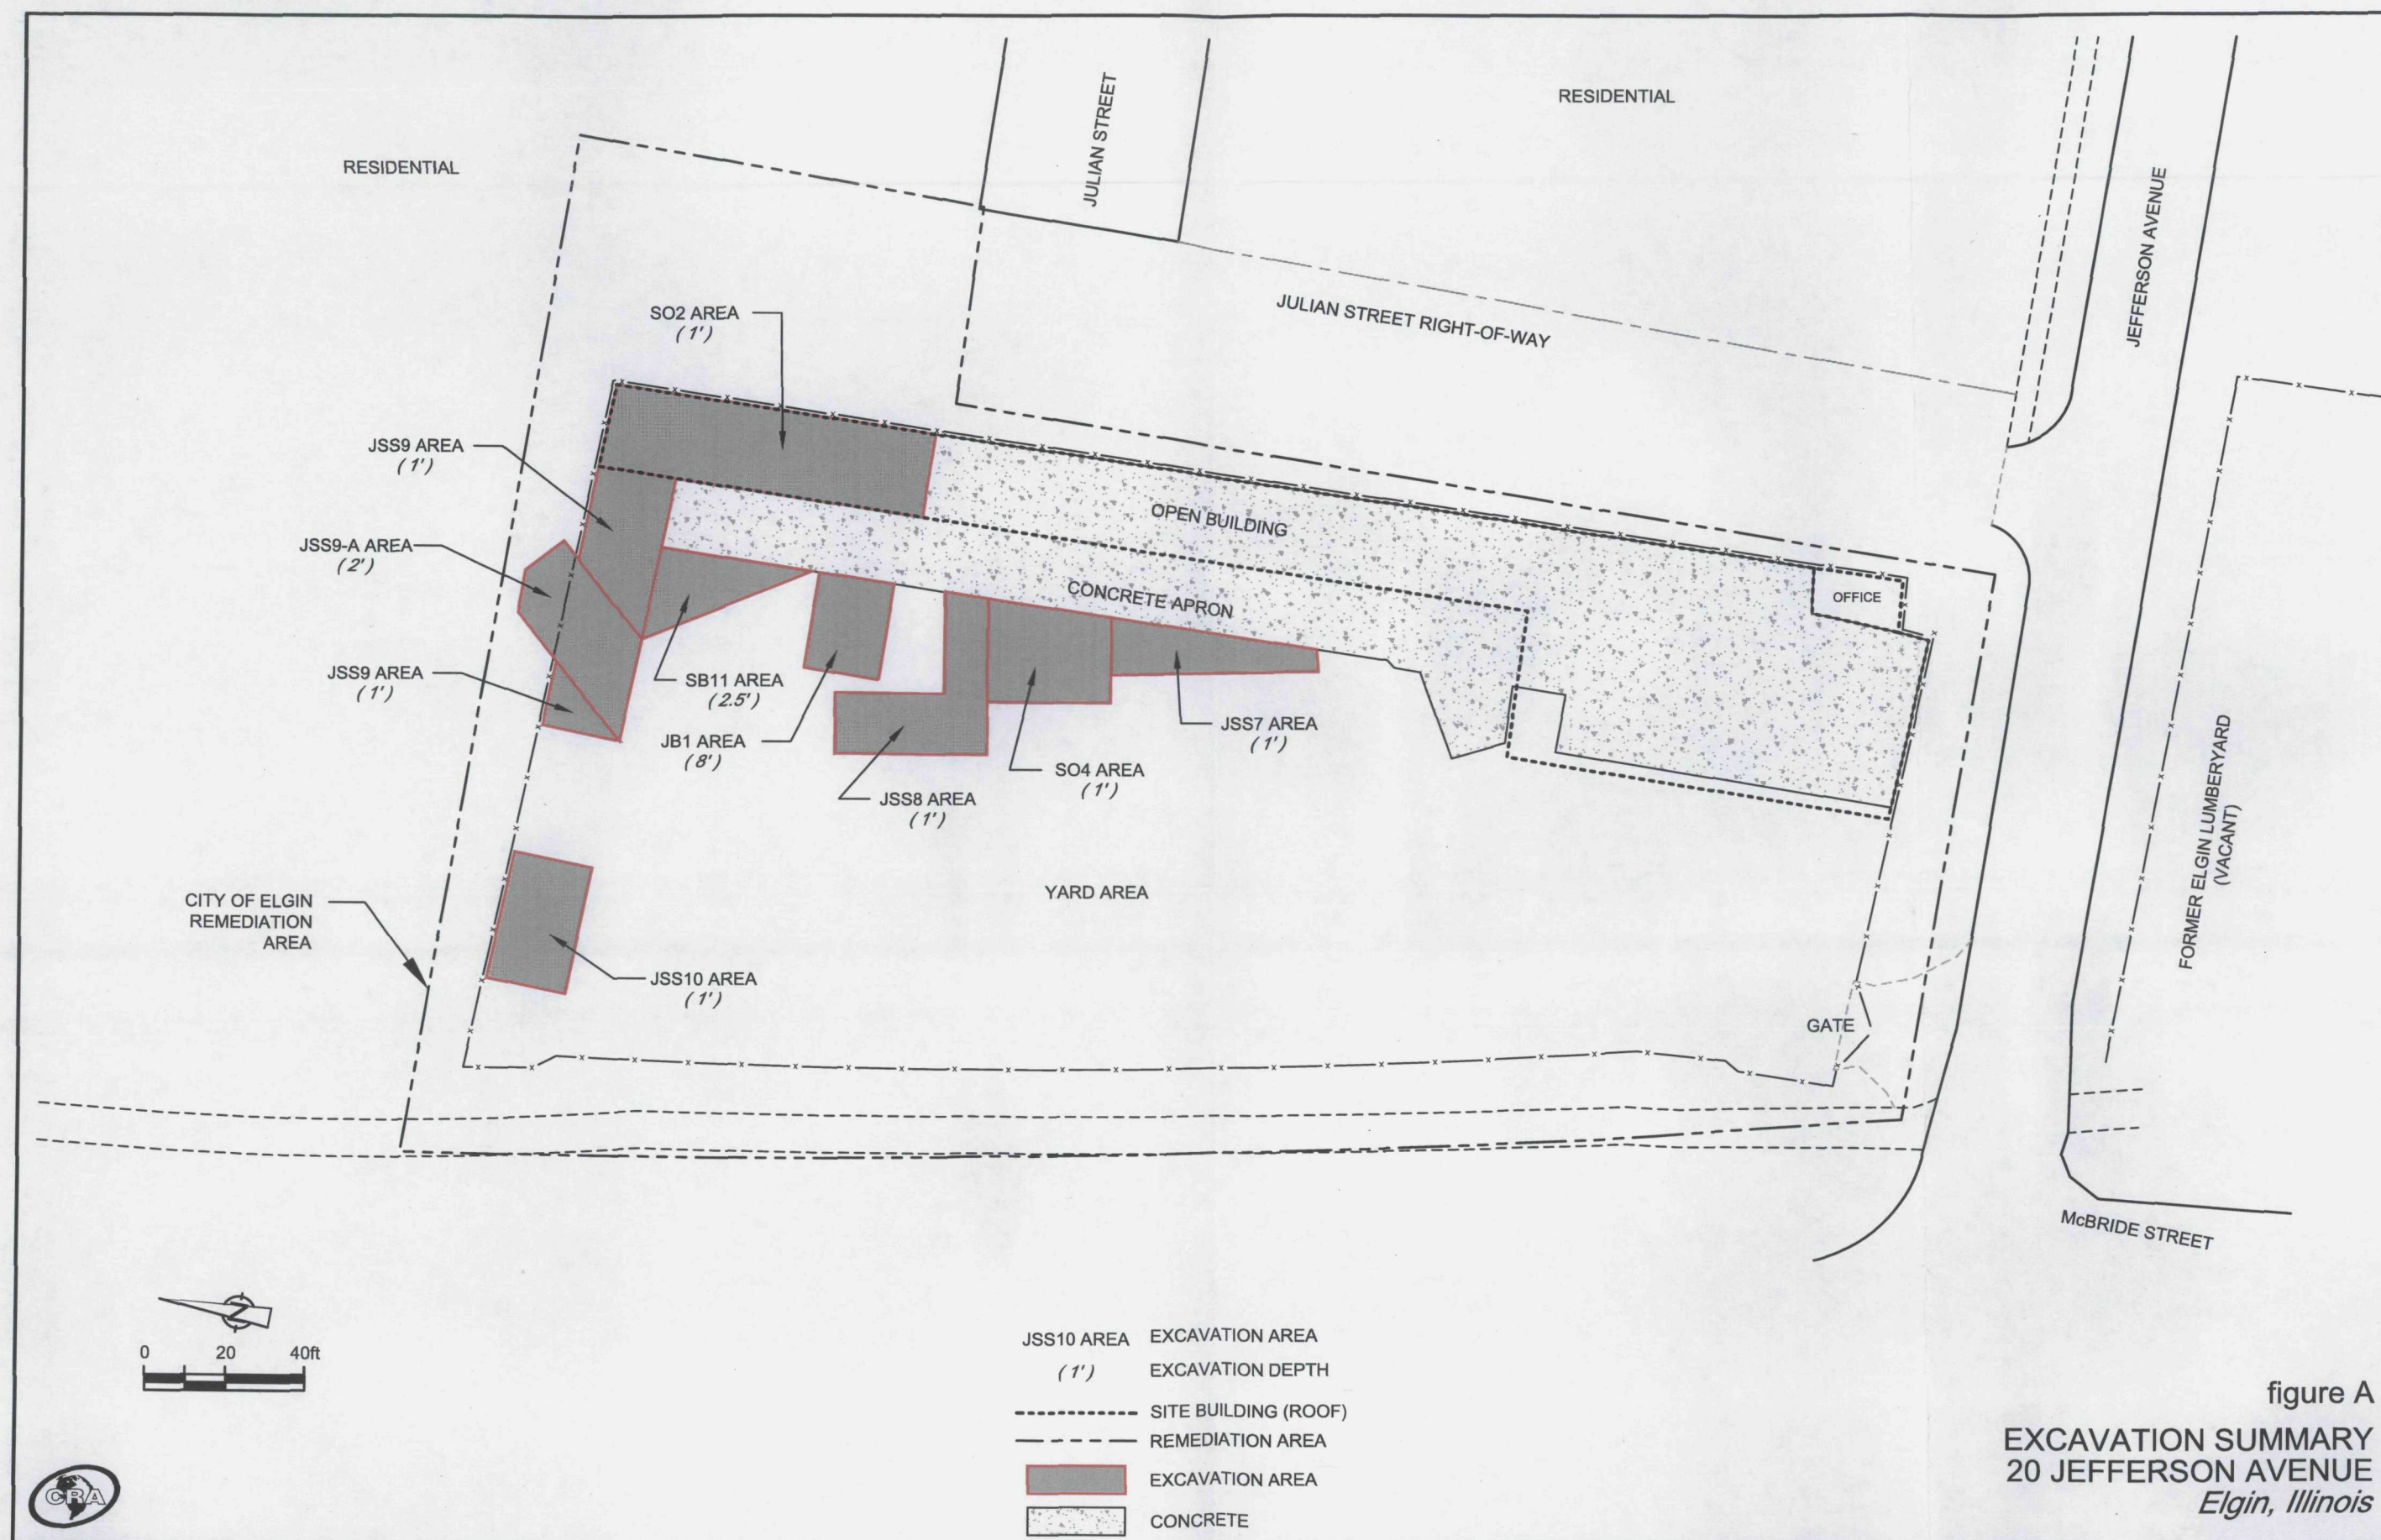 RESIDENTIAL
JULIAN STREET
RESIDENTIAL
JEFFERSON AVENUE
JULIAN STREET RIGHT-OF-WAY
SO2 AREA
(1')
JSS9 AREA
(1')
JSS9-A AREA
(2')
JSS9 AREA
(1')
OPEN BUILDING
CONCRETE APRON
OFFICE
SB11 AREA
(2.5')
JB1 AREA
(8')
JSS8 AREA
(1')
SO4 AREA
(1')
JSS7 AREA
(1')
FORMER ELGIN LUMBERYARD
(VACANT)
YARD AREA
CITY OF ELGIN
REMEDIATION
AREA
JSS10 AREA
(1')
GATE
McBRIDE STREET
N
0 20 40ft
JSS10 AREA EXCAVATION AREA
(1') EXCAVATION DEPTH
SITE BUILDING (ROOF)
REMEDIATION AREA
EXCAVATION AREA
CONCRETE
CRA
figure A
EXCAVATION SUMMARY
20 JEFFERSON AVENUE
Elgin, Illinois